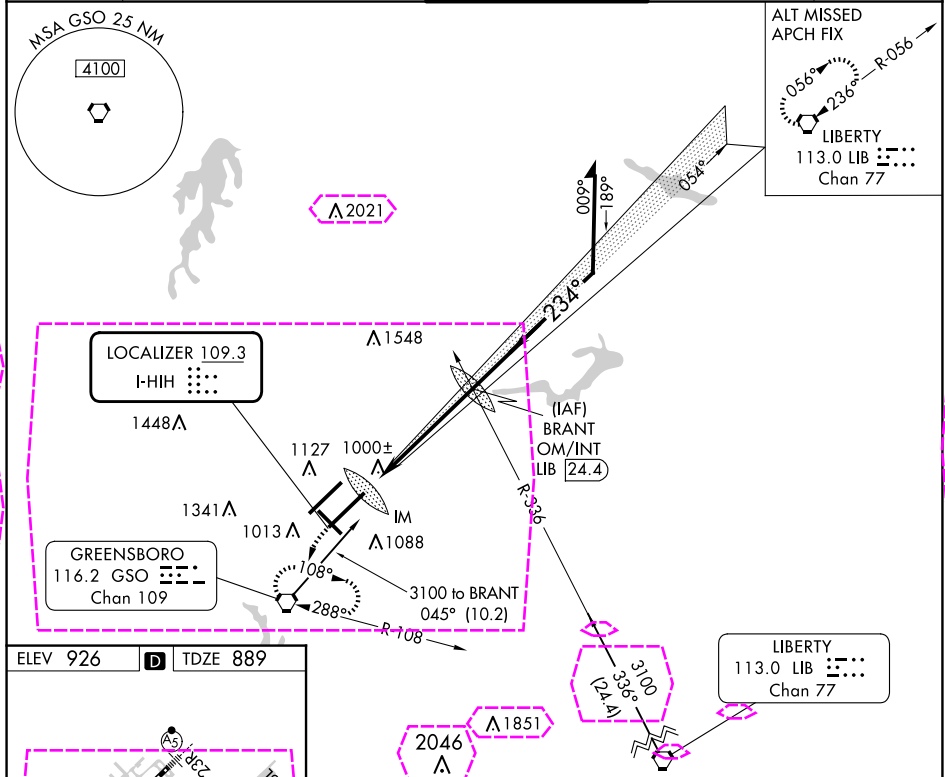 MSA GSO 25 NM
4100
ALT MISSED
APCH FIX
R-056
056°
236°
LIBERTY
113.0 LIB
Chan 77
2021
009°
189°
054°
234°
1548
LOCALIZER 109.3
I-HIH
1448
(IAF)
BRANT
OM/INT
LIB 24.4
1127
1000±
1341
1013
IM
1088
R-336
GREENSBORO
116.2 GSO
Chan 109
108°
288°
R-108
3100 to BRANT
045° (10.2)
ELEV 926
D
TDZE 889
3100
336°
(24.4)
LIBERTY
113.0 LIB
Chan 77
1851
2046
A5
23R